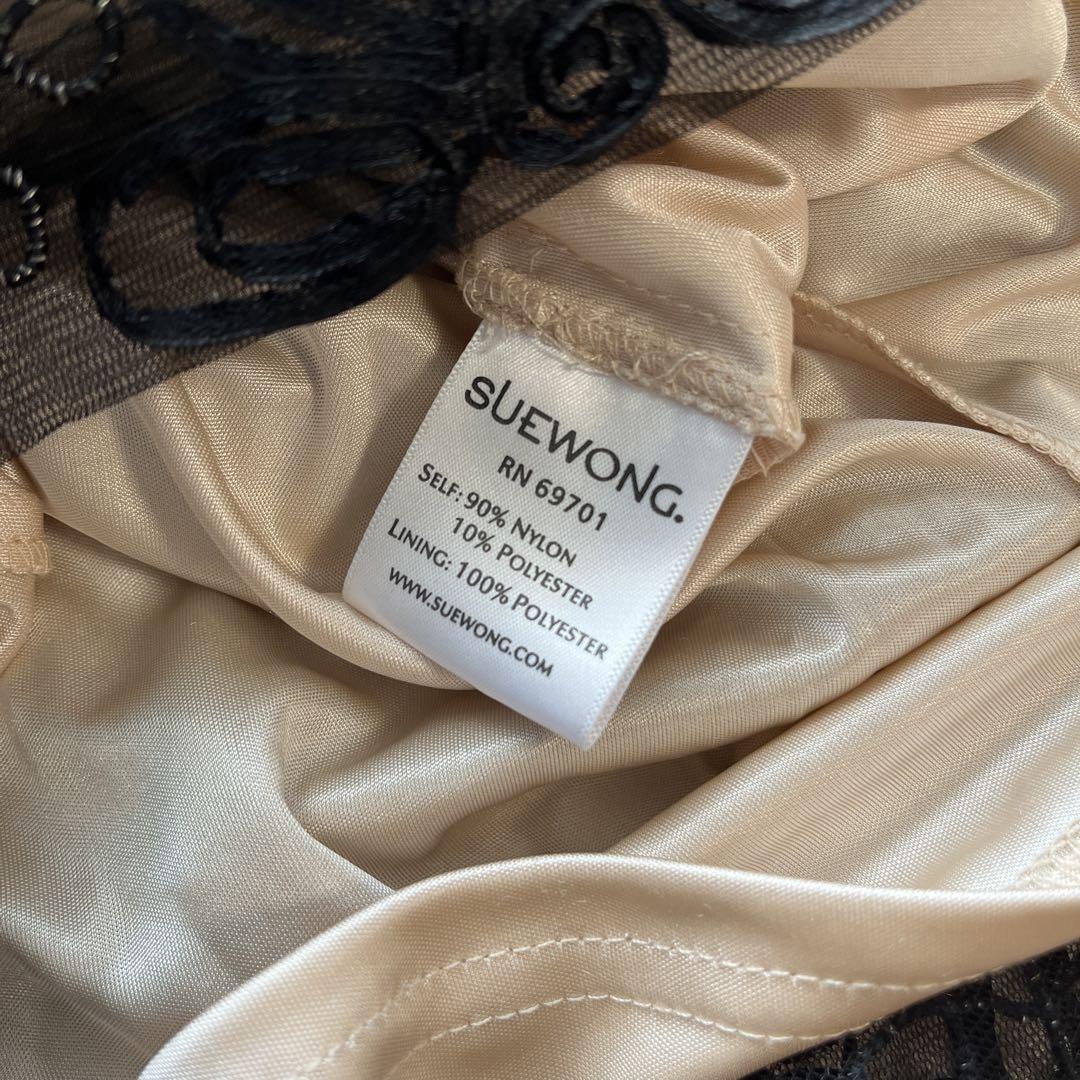 SUEWONG.
RN 69701
SELF: 90% NYLON
10% POLYESTER
LINING: 100% POLYESTER
WWW.SUEWONG.COM